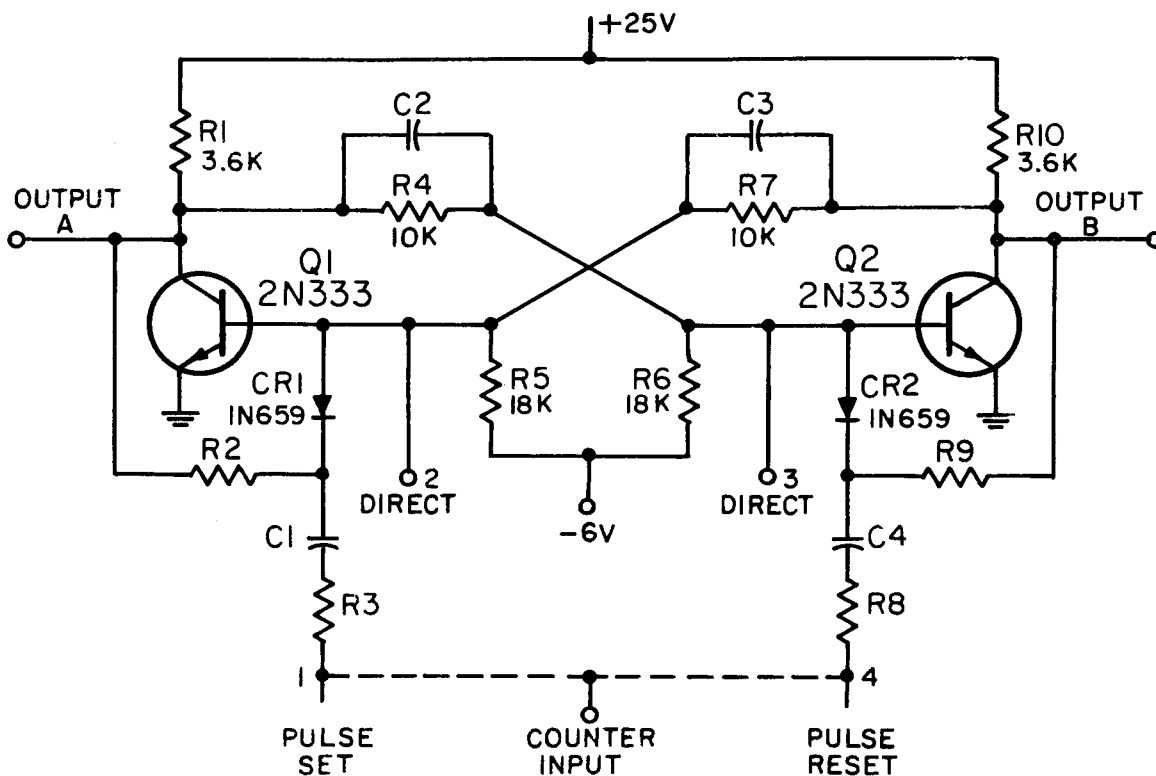 +25V
C2
C3
R1
3.6K
R10
3.6K
R4
10K
R7
10K
OUTPUT
A
OUTPUT
B
Q1
2N333
Q2
2N333
CR1
1N659
R5
18K
R6
18K
CR2
1N659
R2
R9
2
DIRECT
3
DIRECT
-6V
C1
C4
R3
R8
1
4
PULSE
SET
COUNTER
INPUT
PULSE
RESET